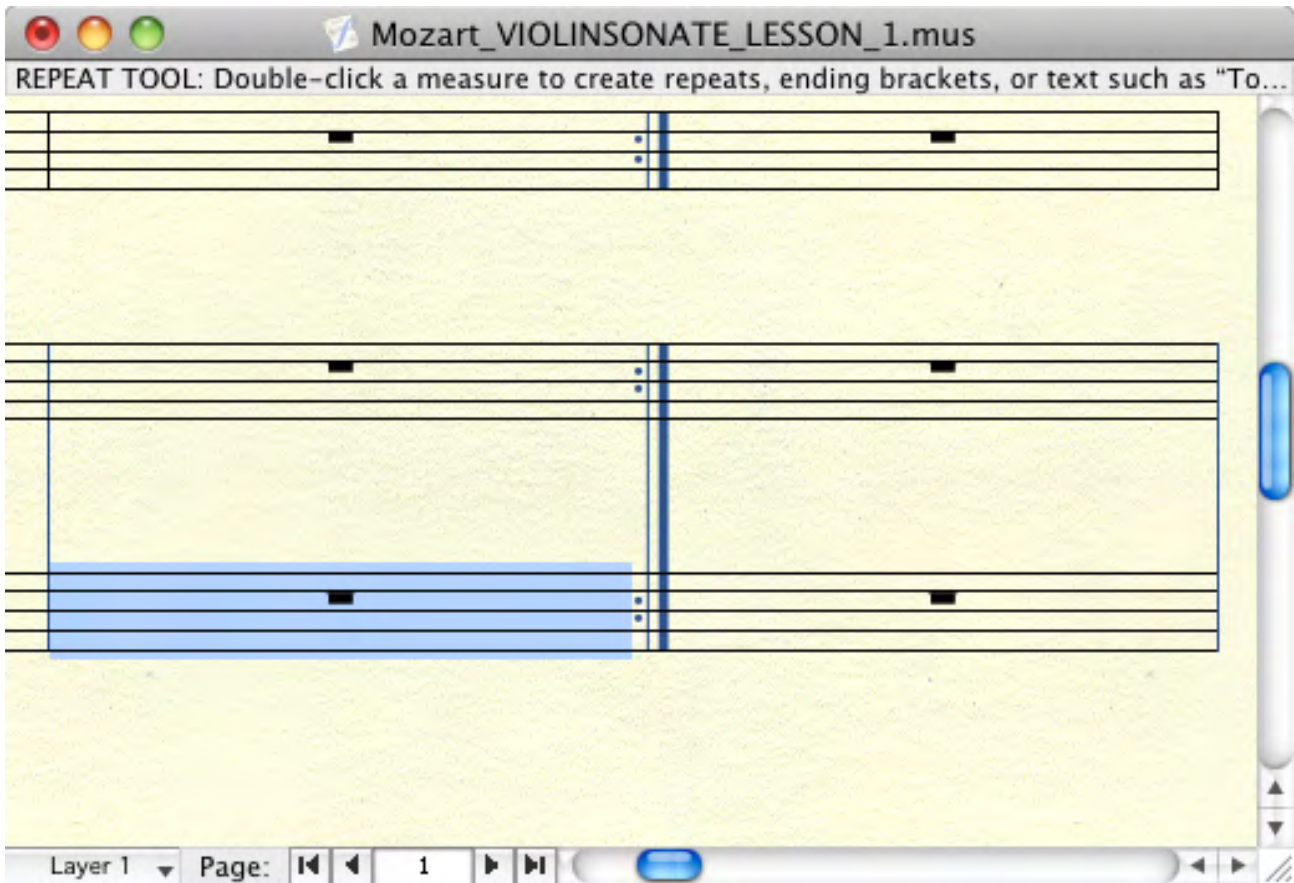 Mozart_VIOLINSONATE_LESSON_1.mus
REPEAT TOOL: Double-click a measure to create repeats, ending brackets, or text such as “To...
Layer 1 Page: 1